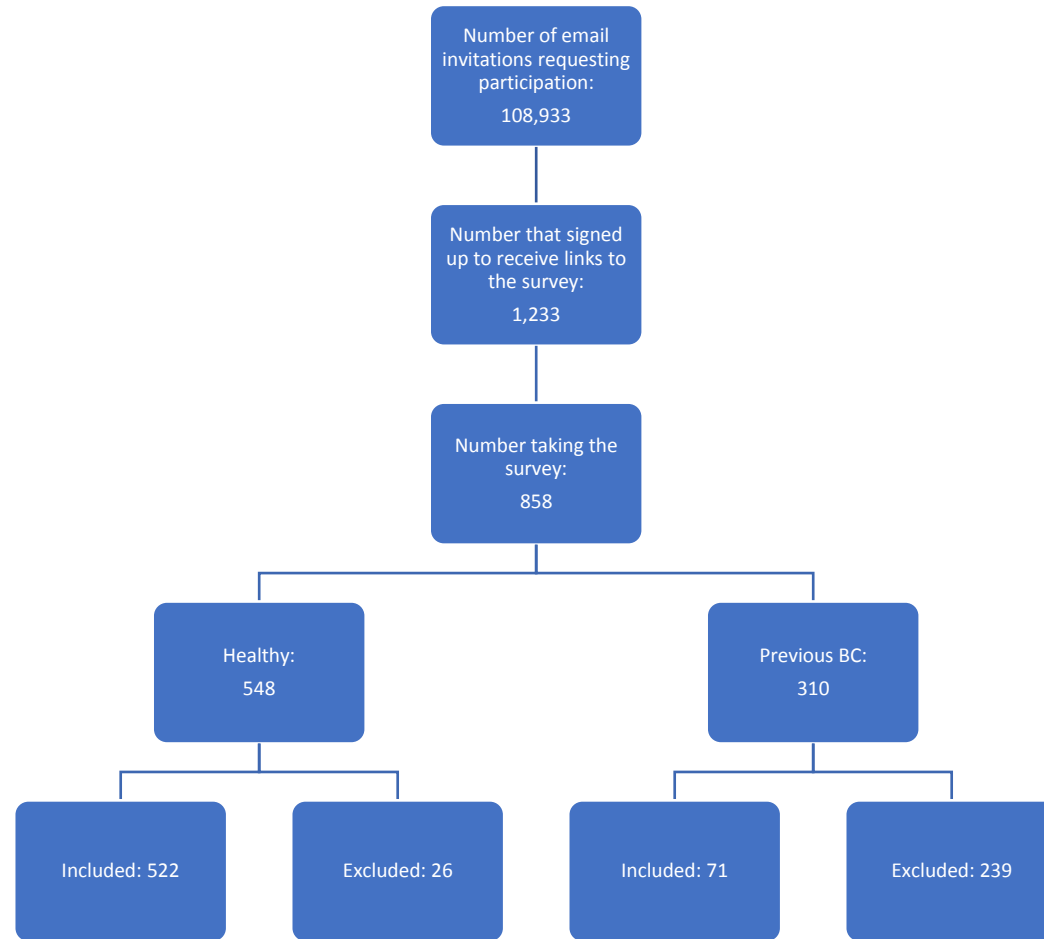 Number of email
invitations requesting
participation:
108,933
Number that signed
up to receive links to
the survey:
1,233
Number taking the
survey:
858
Healthy:
548
Previous BC:
310
Included: 522
Excluded: 26
Included: 71
Excluded: 239